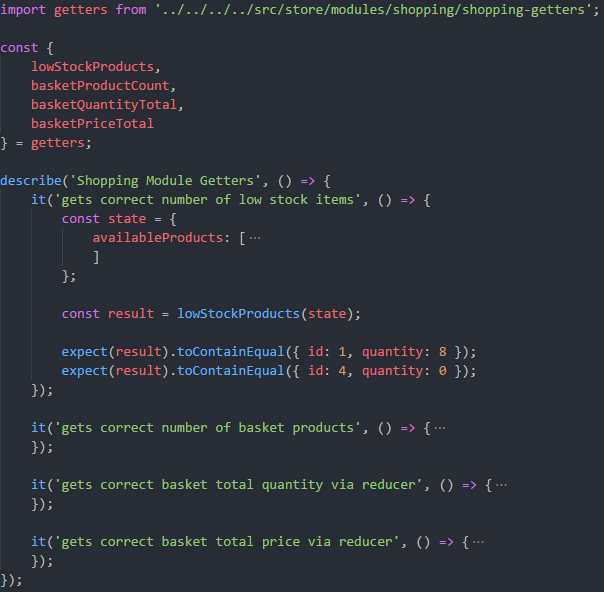 import getters from '../../../../src/store/modules/shopping/shopping-getters';
const {
lowStockProducts,
basketProductCount,
basketQuantityTotal,
basketPriceTotal
} = getters;
describe('Shopping Module Getters', () => {
it('gets correct number of low stock items', () => {
const state = {
availableProducts: [···
]
};
const result = lowStockProducts(state);
expect(result).toContainEqual({ id: 1, quantity: 8 });
expect(result).toContainEqual({ id: 4, quantity: 0 });
});
it('gets correct number of basket products', () => {···
});
it('gets correct basket total quantity via reducer', () => {···
});
it('gets correct basket total price via reducer', () => {···
});
});